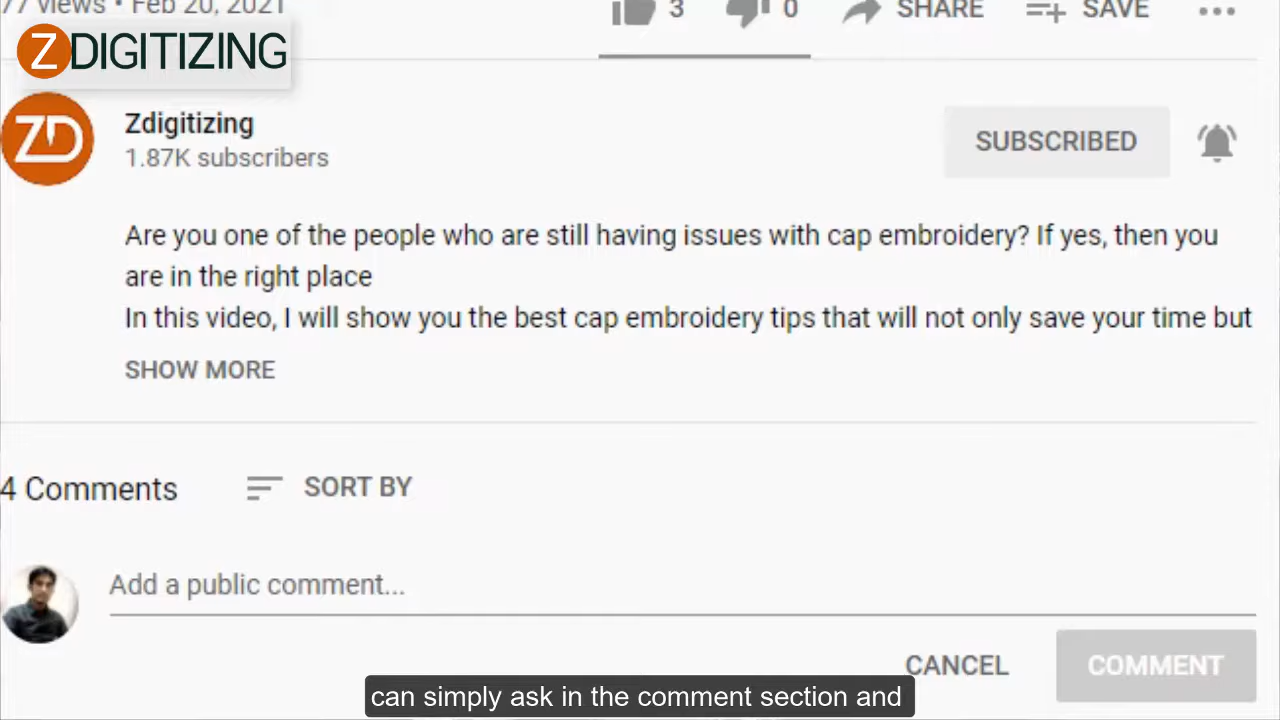 77 views • Feb 20, 2021
3
0
SHARE
SAVE
ZDIGITIZING
ZD
Zdigitizing
1.87K subscribers
SUBSCRIBED
Are you one of the people who are still having issues with cap embroidery? If yes, then you
are in the right place
In this video, I will show you the best cap embroidery tips that will not only save your time but
SHOW MORE
4 Comments
SORT BY
Add a public comment...
CANCEL
COMMENT
can simply ask in the comment section and